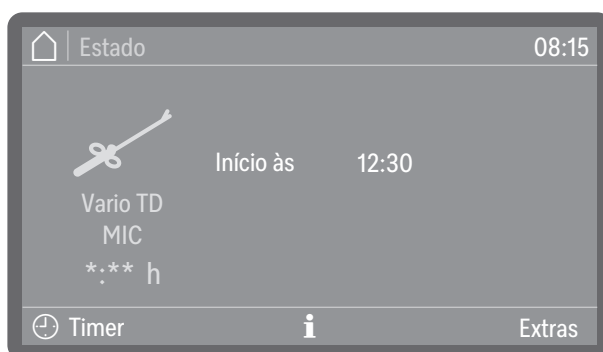 Estado
08:15
Início às 12:30
Vario TD
MIC
*:** h
Timer
i
Extras